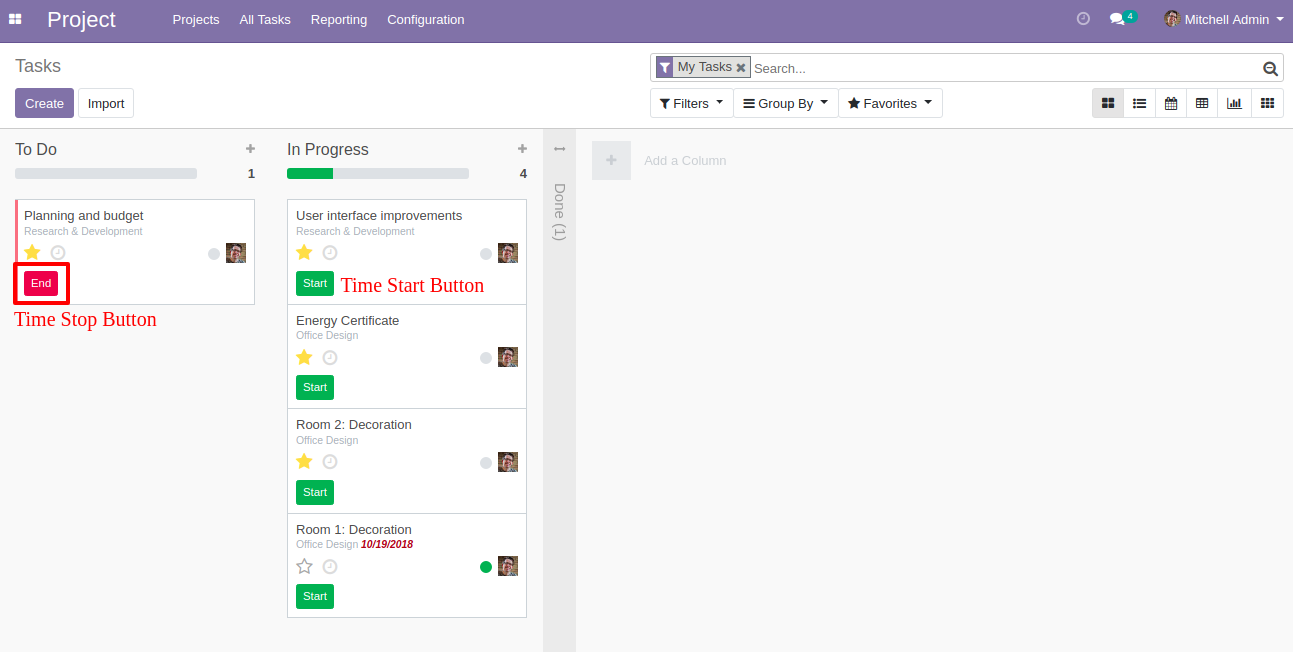 Project
Projects All Tasks Reporting Configuration
4
Mitchell Admin
Tasks
My Tasks
Search...
Create
Import
Filters
Group By
Favorites
To Do
1
Planning and budget
Research & Development
End
Time Stop Button
In Progress
4
User interface improvements
Research & Development
Start
Time Start Button
Energy Certificate
Office Design
Start
Room 2: Decoration
Office Design
Start
Room 1: Decoration
Office Design 10/19/2018
Start
Done (1)
Add a Column